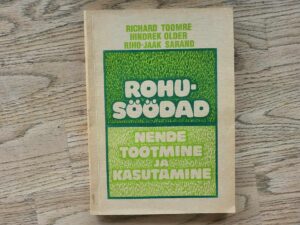 RICHARD TOOMRE
HINDREK OLDER
RIHO-JAAK SARAND
ROHU-
SÖÖDAD
NENDE
TOOTMINE
JA
KASUTAMINE